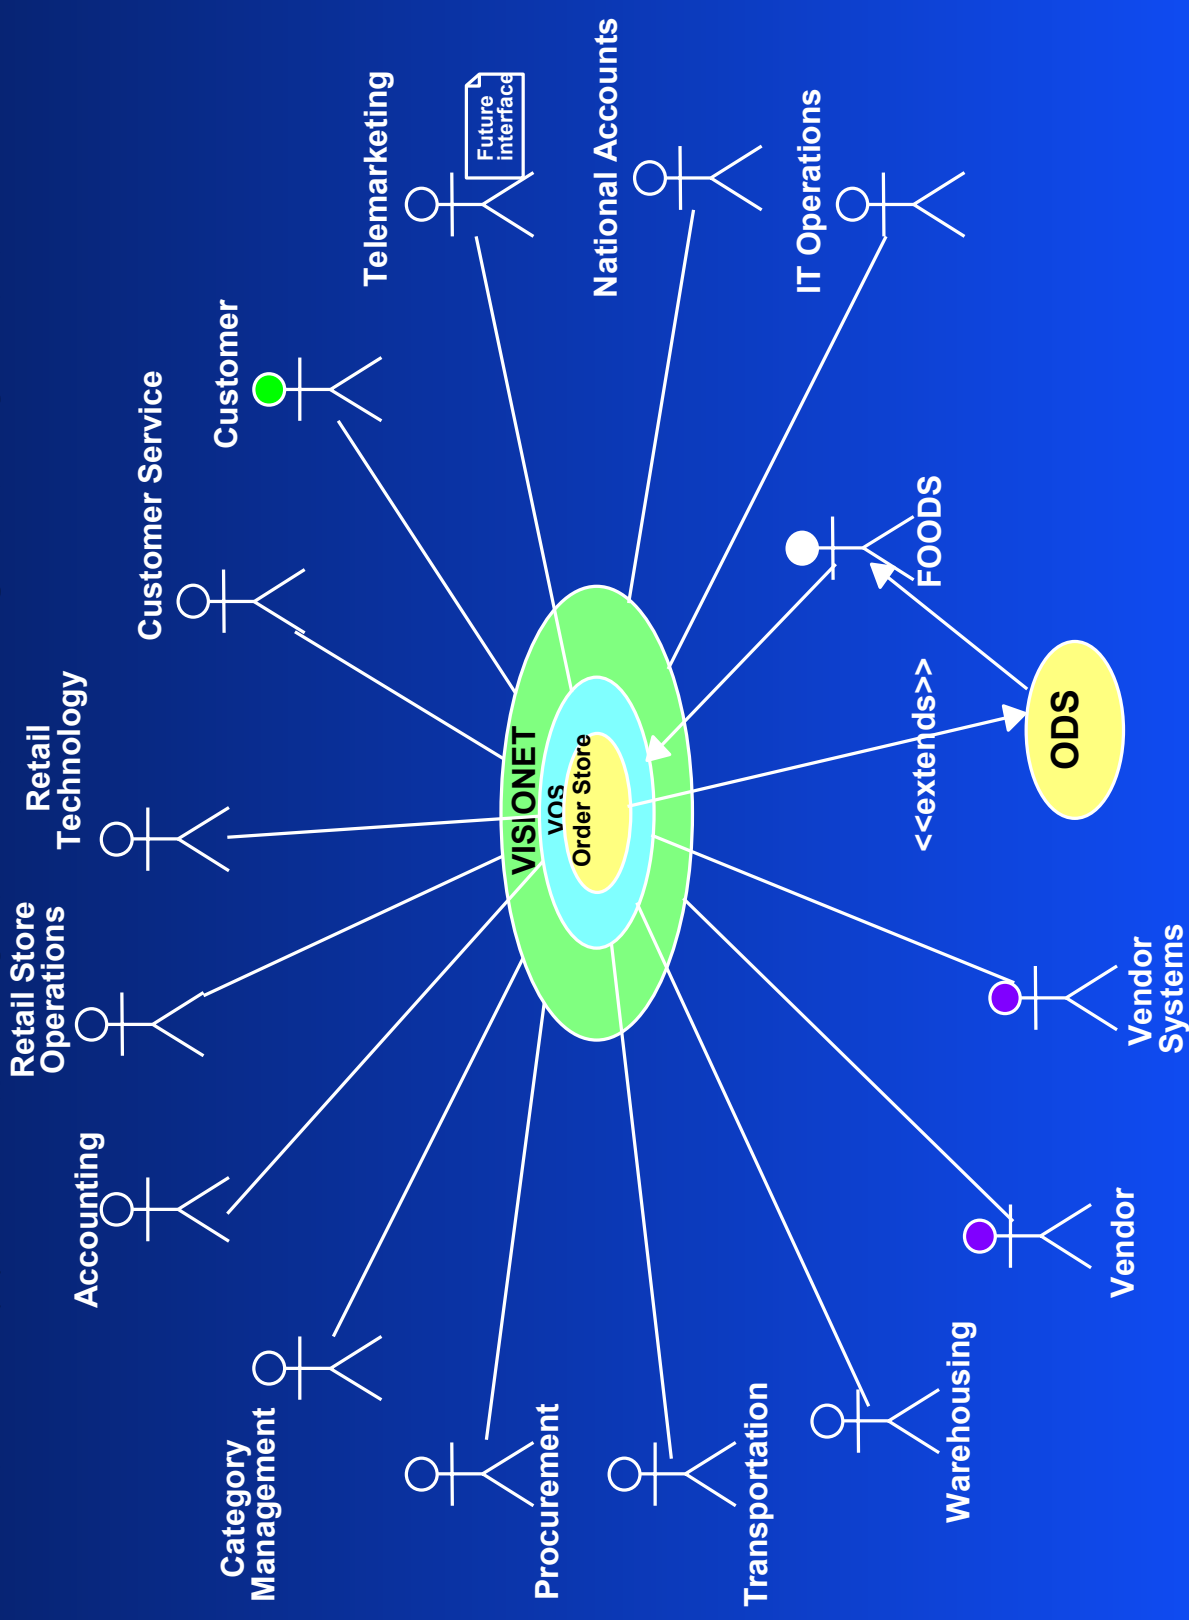 Retail Store
Operations
Retail
Technology
Accounting
Customer Service
Customer
Category
Management
Telemarketing
Future
interface
Procurement
National Accounts
VISIONET
VOS
Order Store
Transportation
IT Operations
FOODS
<<extends>>
Warehousing
ODS
Vendor
Vendor
Systems